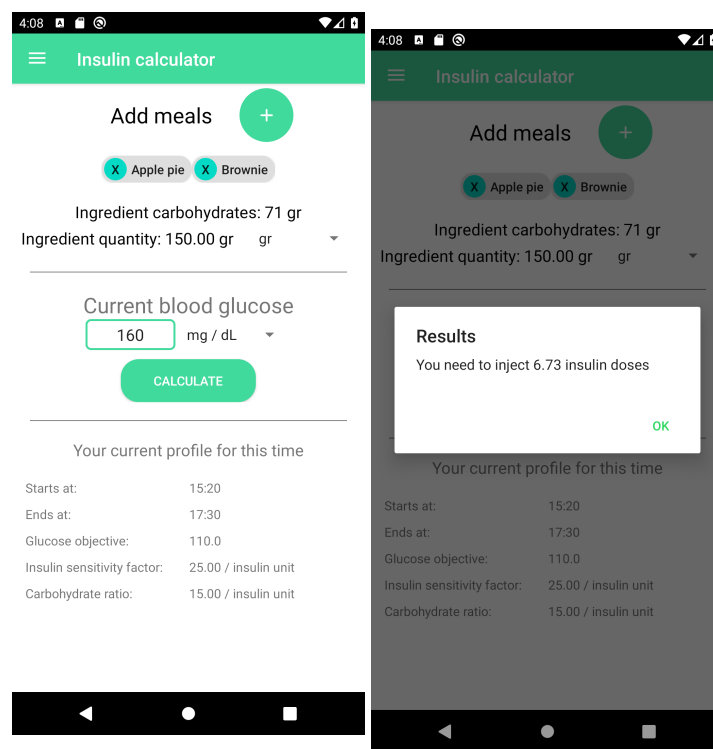 4:08
Insulin calculator
Add meals +
X Apple pie X Brownie
Ingredient carbohydrates: 71 gr
Ingredient quantity: 150.00 gr gr
Current blood glucose
160 mg / dL
CALCULATE
Your current profile for this time
Starts at: 15:20
Ends at: 17:30
Glucose objective: 110.0
Insulin sensitivity factor: 25.00 / insulin unit
Carbohydrate ratio: 15.00 / insulin unit
4:08
Insulin calculator
Add meals +
X Apple pie X Brownie
Ingredient carbohydrates: 71 gr
Ingredient quantity: 150.00 gr gr
Results
You need to inject 6.73 insulin doses
OK
Your current profile for this time
Starts at: 15:20
Ends at: 17:30
Glucose objective: 110.0
Insulin sensitivity factor: 25.00 / insulin unit
Carbohydrate ratio: 15.00 / insulin unit